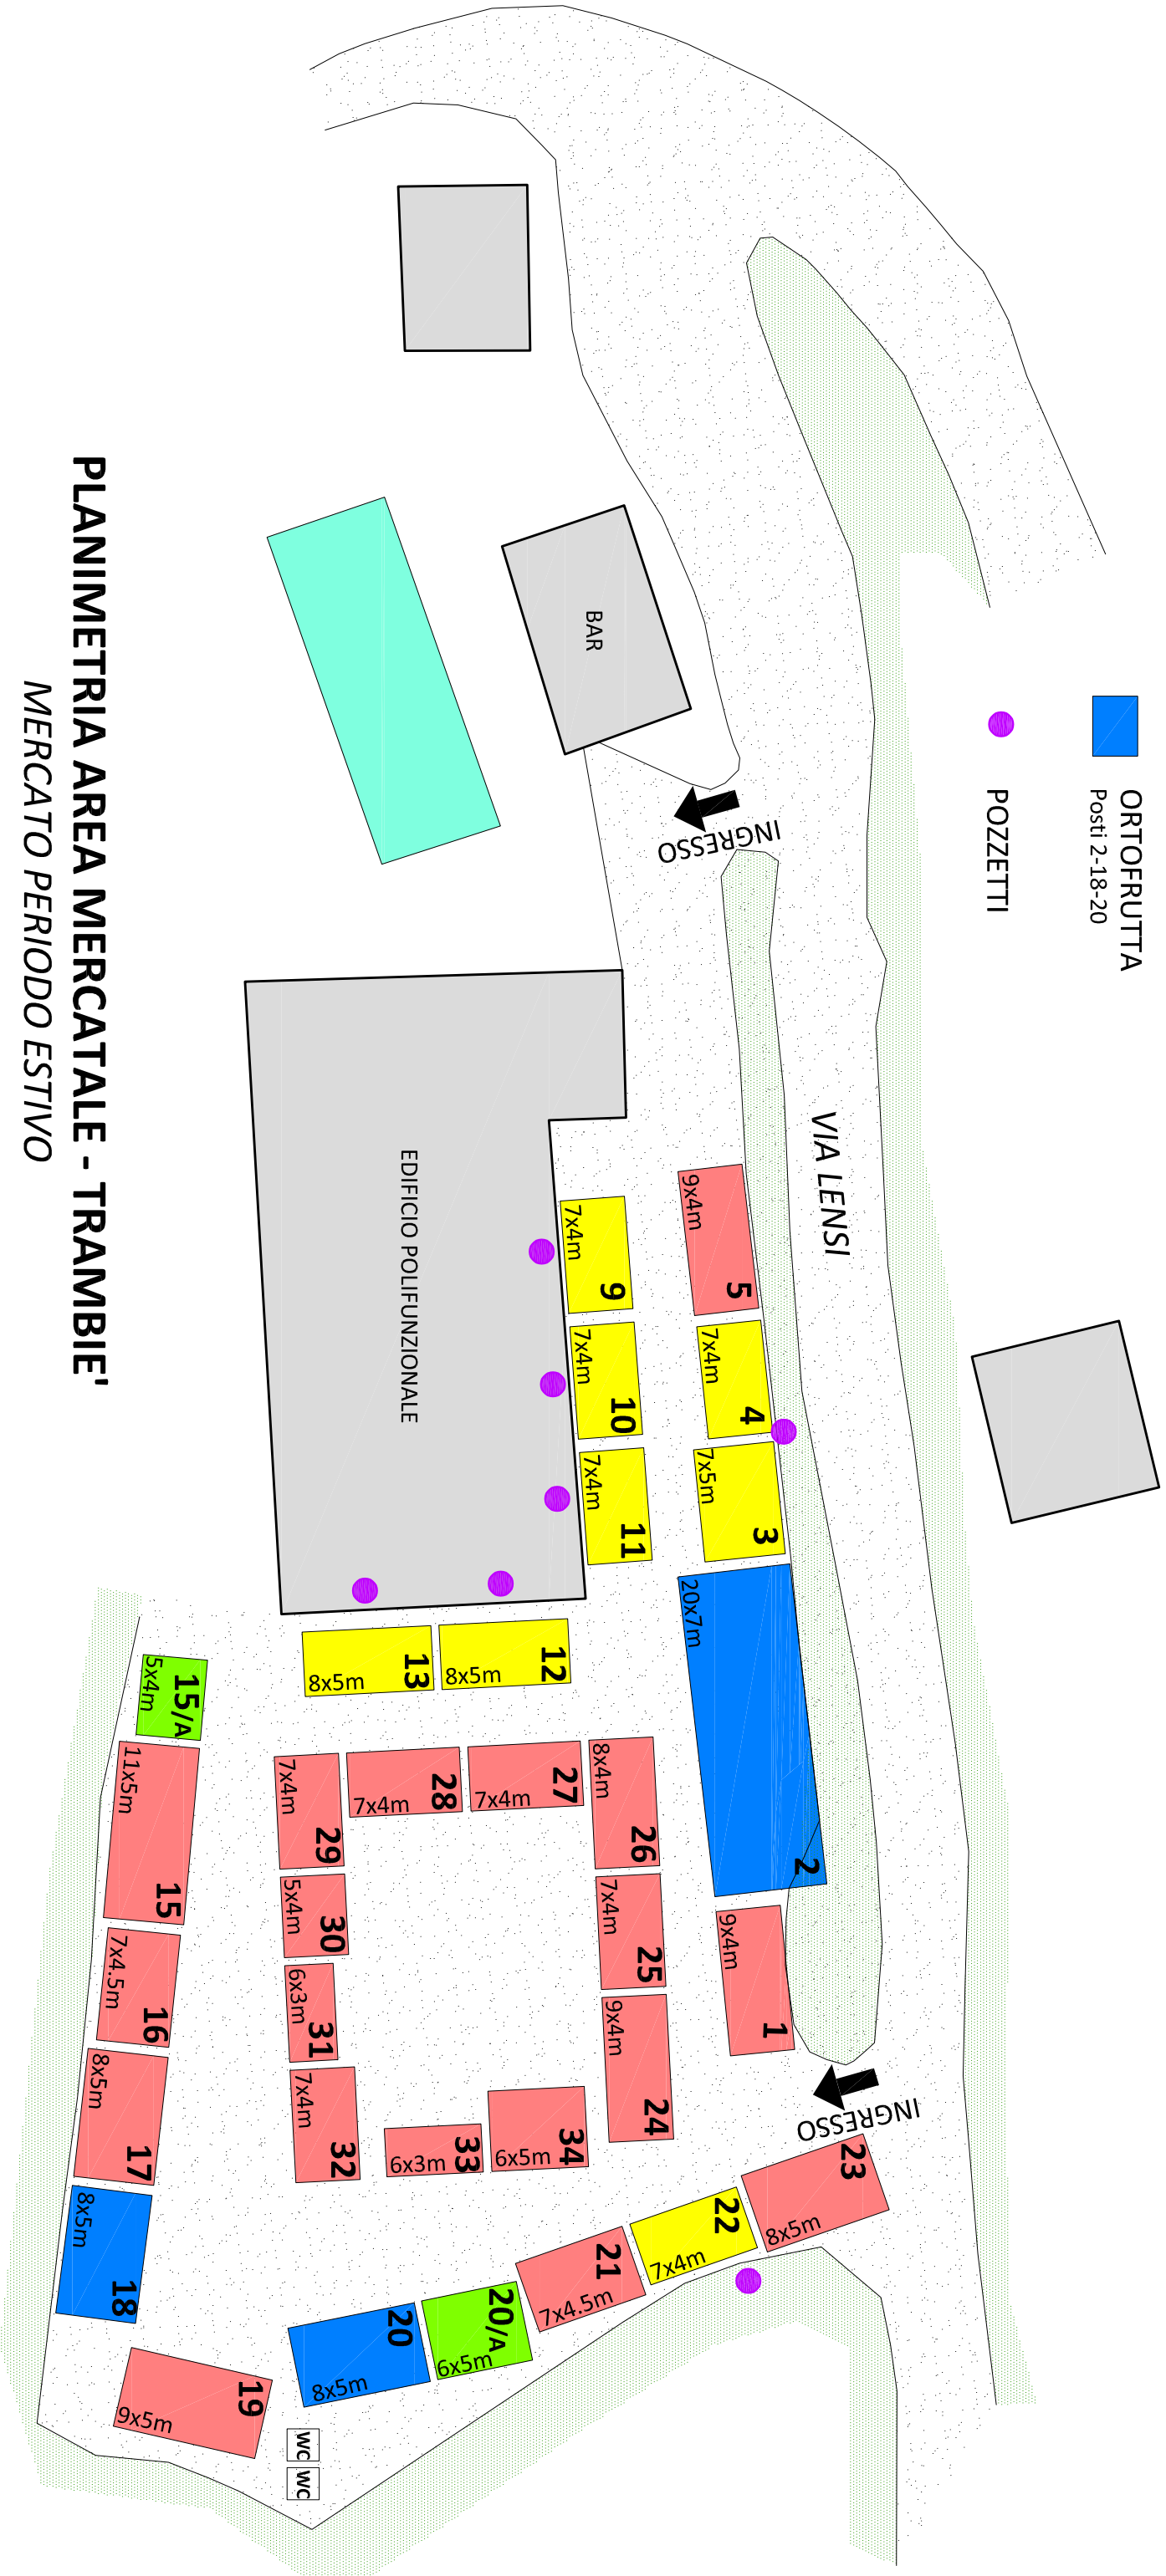 ORTOFRUTTA
Posti 2-18-20
POZZETTI
VIA LENSI
INGRESSO
INGRESSO
BAR
EDIFICIO POLIFUNZIONALE
5
9x4m
4
7x4m
3
7x5m
2
20x7m
1
9x4m
9
7x4m
10
7x4m
11
7x4m
12
8x5m
13
8x5m
26
8x4m
25
7x4m
24
9x4m
27
7x4m
28
7x4m
29
7x4m
30
5x4m
31
6x3m
32
7x4m
33
6x3m
34
6x5m
23
8x5m
22
7x4m
21
7x4.5m
20/A
6x5m
20
8x5m
19
9x5m
WC
WC
15/A
5x4m
15
11x5m
16
7x4.5m
17
8x5m
18
8x5m
PLANIMETRIA AREA MERCATALE - TRAMBIE'
MERCATO PERIODO ESTIVO